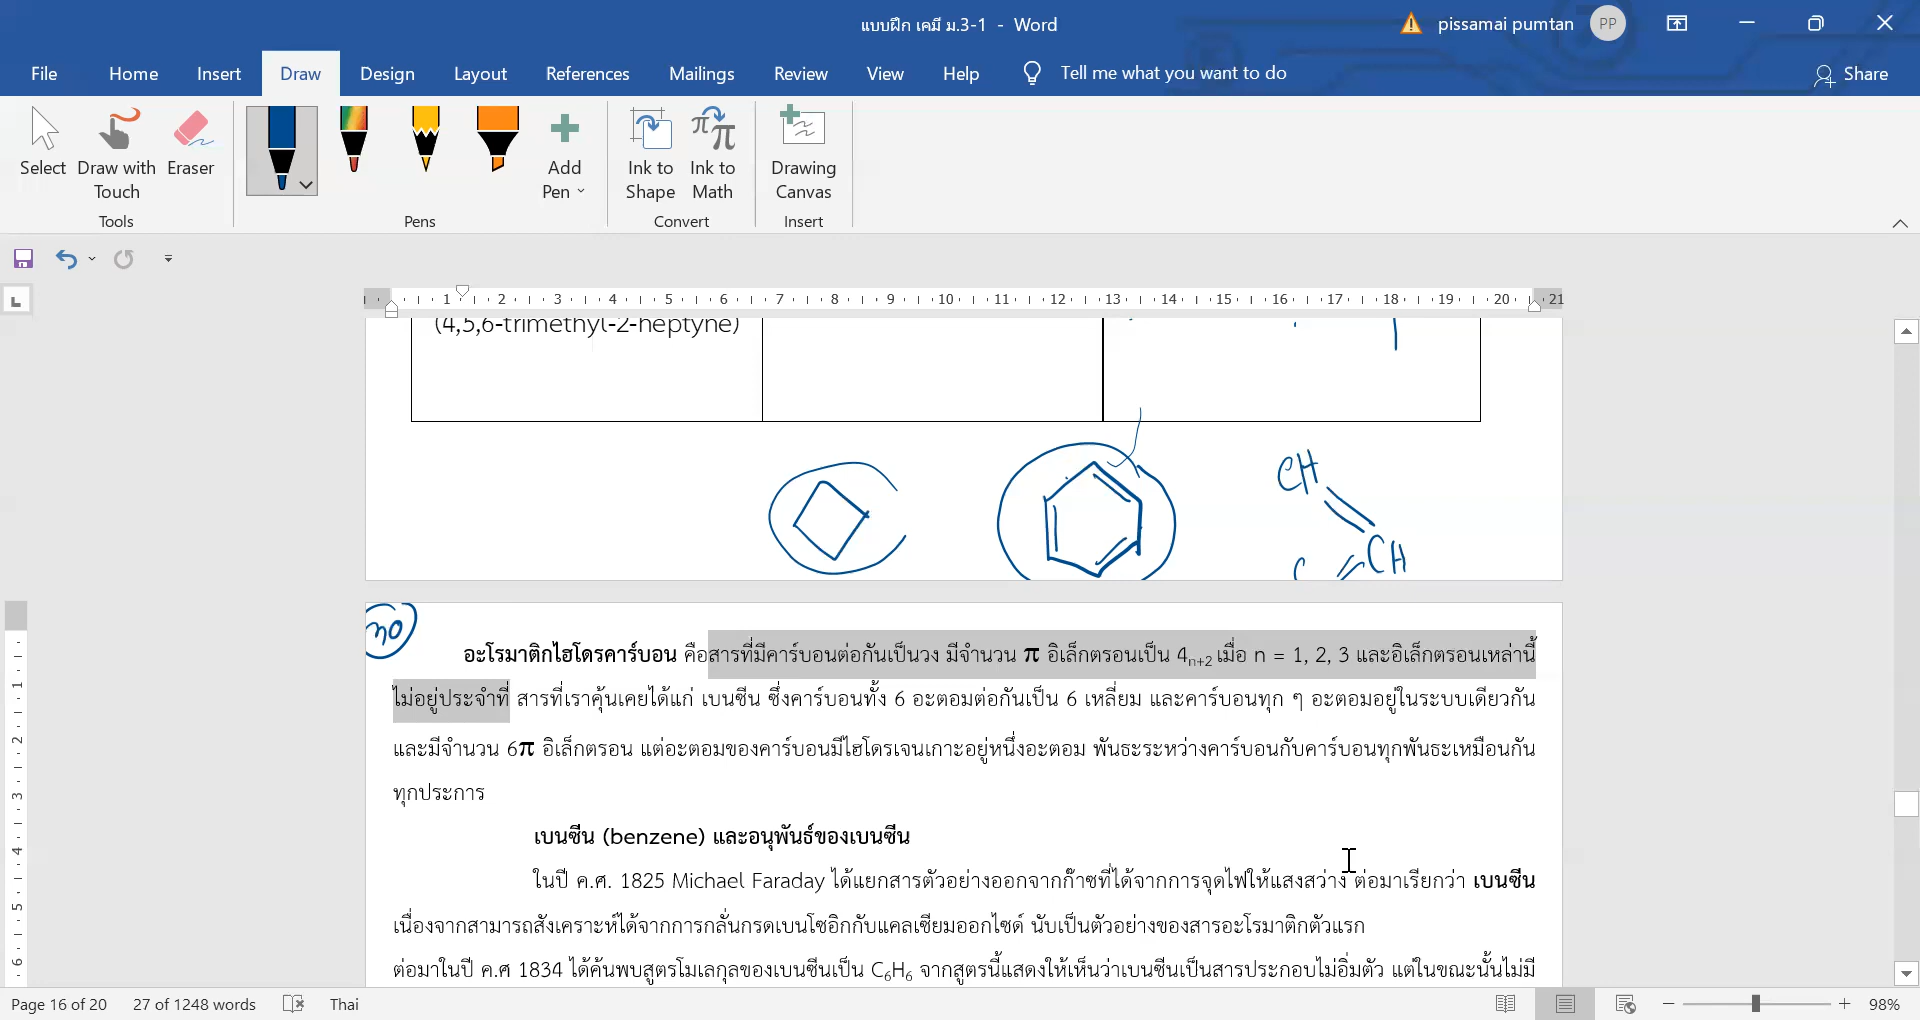 แบบฝึก เคมี ม.3-1 - Word
pissamai pumtan
PP
File Home Insert Draw Design Layout References Mailings Review View Help Tell me what you want to do
Share
Select
Draw with Touch
Eraser
Add Pen
Ink to Shape
Ink to Math
Drawing Canvas
Tools
Pens
Convert
Insert
1 2 3 4 5 6 7 8 9 10 11 12 13 14 15 16 17 18 19 20 21
(4,5,6-trimethyl-2-heptyne)
CH
C CH
อะโรมาติกไฮโดรคาร์บอน คือสารที่มีคาร์บอนต่อกันเป็นวง มีจำนวน π อิเล็กตรอนเป็น 4n+2 เมื่อ n = 1, 2, 3 และอิเล็กตรอนเหล่านี้
ไม่อยู่ประจำที่ สารที่เราคุ้นเคยได้แก่ เบนซีน ซึ่งคาร์บอนทั้ง 6 อะตอมต่อกันเป็น 6 เหลี่ยม และคาร์บอนทุก ๆ อะตอมอยู่ในระบบเดียวกัน
และมีจำนวน 6π อิเล็กตรอน แต่อะตอมของคาร์บอนมีไฮโดรเจนเกาะอยู่หนึ่งอะตอม พันธะระหว่างคาร์บอนกับคาร์บอนทุกพันธะเหมือนกัน
ทุกประการ
เบนซีน (benzene) และอนุพันธ์ของเบนซีน
ในปี ค.ศ. 1825 Michael Faraday ได้แยกสารตัวอย่างออกจากก๊าซที่ได้จากการจุดไฟให้แสงสว่าง ต่อมาเรียกว่า เบนซีน
เนื่องจากสามารถสังเคราะห์ได้จากการกลั่นกรดเบนโซอิกกับแคลเซียมออกไซด์ นับเป็นตัวอย่างของสารอะโรมาติกตัวแรก
ต่อมาในปี ค.ศ 1834 ได้ค้นพบสูตรโมเลกุลของเบนซีนเป็น C6H6 จากสูตรนี้แสดงให้เห็นว่าเบนซีนเป็นสารประกอบไม่อิ่มตัว แต่ในขณะนั้นไม่มี
1 2 3 4 5 6
Page 16 of 20 27 of 1248 words Thai 98%